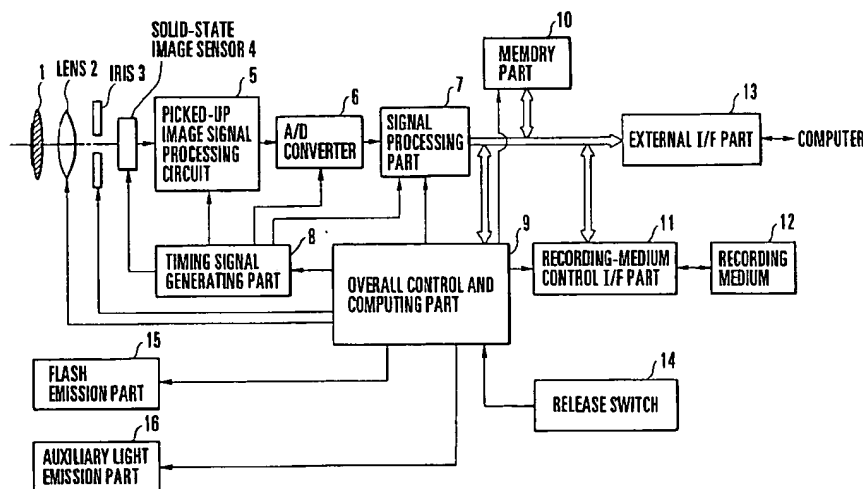 SOLID-STATE
IMAGE SENSOR 4
1
LENS 2
IRIS 3
5
PICKED-UP
IMAGE SIGNAL
PROCESSING
CIRCUIT
6
A/D
CONVERTER
7
SIGNAL
PROCESSING
PART
10
MEMORY
PART
13
EXTERNAL I/F PART
COMPUTER
8
TIMING SIGNAL
GENERATING PART
9
OVERALL CONTROL AND
COMPUTING PART
11
RECORDING-MEDIUM
CONTROL I/F PART
12
RECORDING
MEDIUM
15
FLASH
EMISSION PART
14
RELEASE SWITCH
16
AUXILIARY LIGHT
EMISSION PART